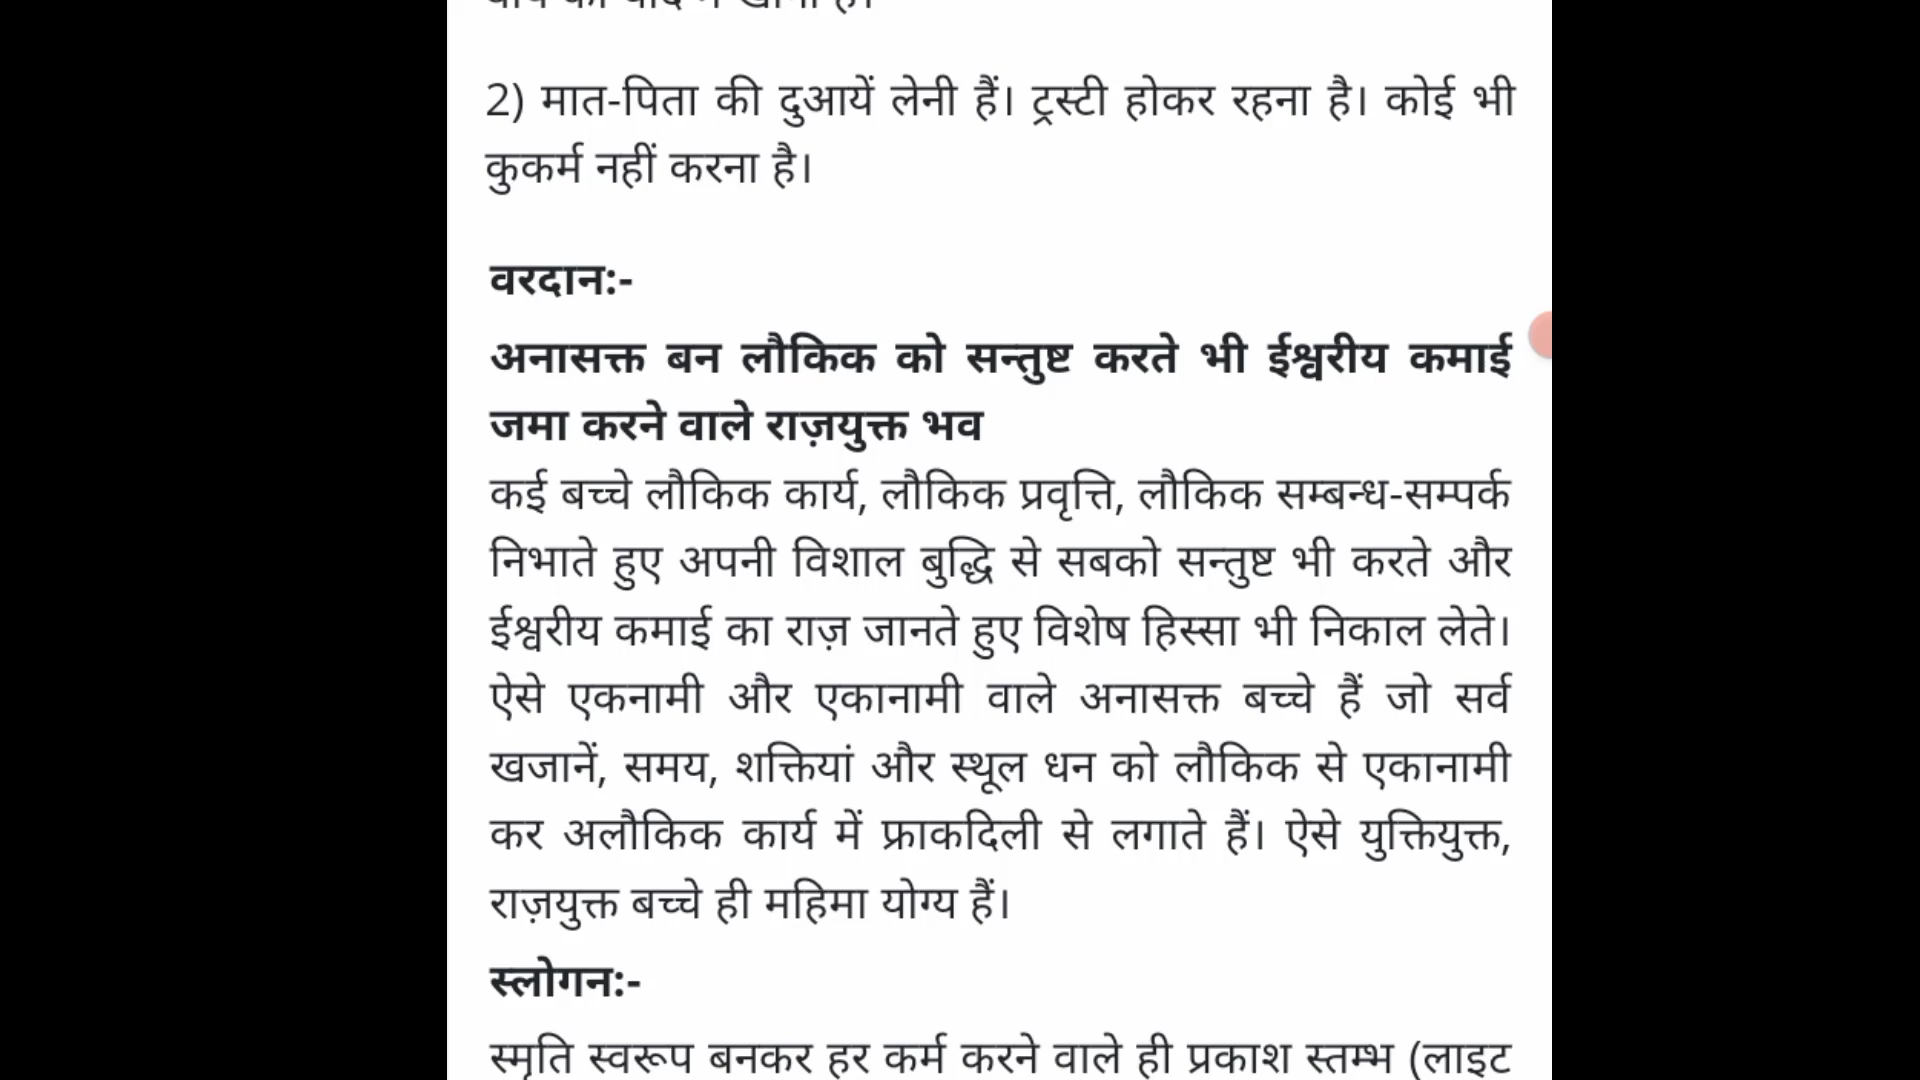 2) मात-पिता की दुआयें लेनी हैं। ट्रस्टी होकर रहना है। कोई भी
कुकर्म नहीं करना है।
वरदान:-
अनासक्त बन लौकिक को सन्तुष्ट करते भी ईश्वरीय कमाई
जमा करने वाले राज़युक्त भव
कई बच्चे लौकिक कार्य, लौकिक प्रवृत्ति, लौकिक सम्बन्ध-सम्पर्क
निभाते हुए अपनी विशाल बुद्धि से सबको सन्तुष्ट भी करते और
ईश्वरीय कमाई का राज़ जानते हुए विशेष हिस्सा भी निकाल लेते।
ऐसे एकनामी और एकानामी वाले अनासक्त बच्चे हैं जो सर्व
खजानें, समय, शक्तियां और स्थूल धन को लौकिक से एकानामी
कर अलौकिक कार्य में फ्राकदिली से लगाते हैं। ऐसे युक्तियुक्त,
राज़युक्त बच्चे ही महिमा योग्य हैं।
स्लोगन:-
स्मृति स्वरूप बनकर हर कर्म करने वाले ही प्रकाश स्तम्भ (लाइट